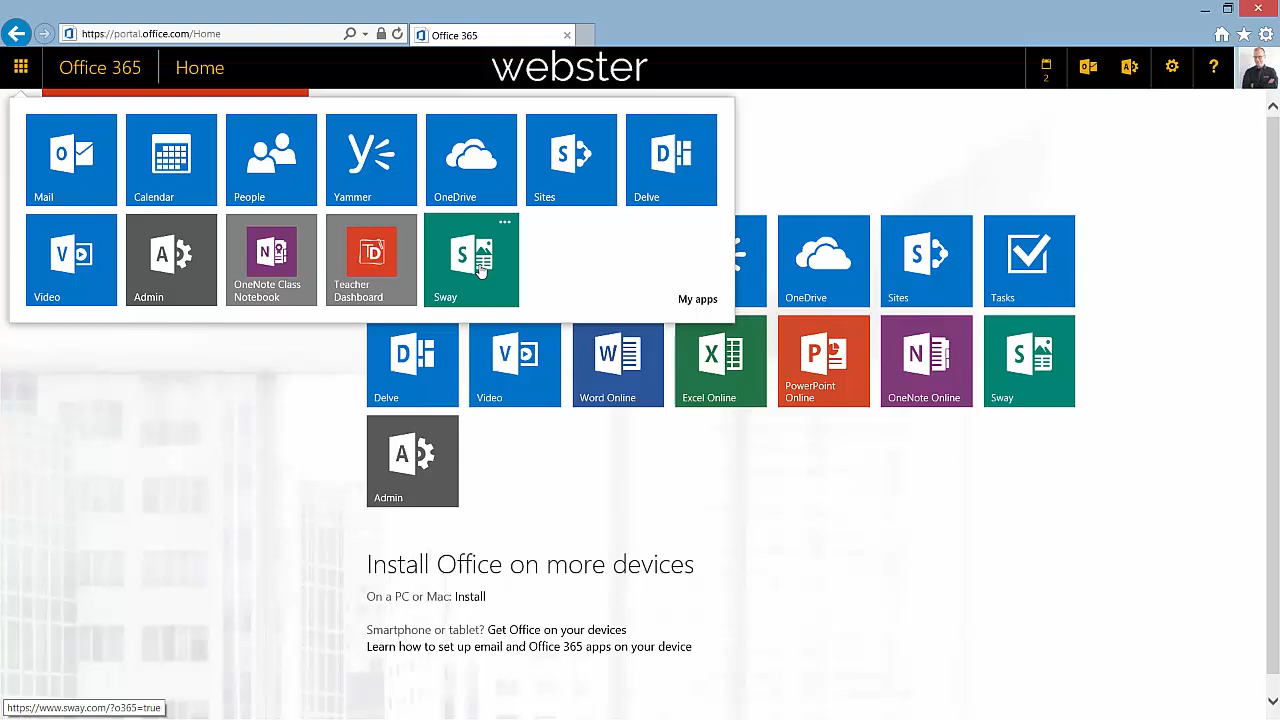 https://portal.office.com/Home
Office 365
Office 365
Home
webster
2
Mail
Calendar
People
Yammer
OneDrive
Sites
Delve
Video
Admin
OneNote Class
Notebook
Teacher
Dashboard
Sway
My apps
OneDrive
Sites
Tasks
Delve
Video
Word Online
Excel Online
PowerPoint
Online
OneNote Online
Sway
Admin
Install Office on more devices
On a PC or Mac: Install
Smartphone or tablet? Get Office on your devices
Learn how to set up email and Office 365 apps on your device
https://www.sway.com/?o365=true